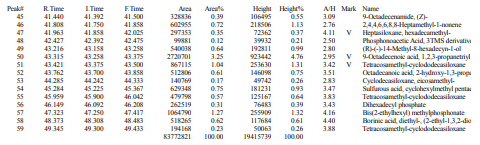 Peak# R.Time I.Time F.Time Area Area% Height Height% A/H Mark Name
45 41.440 41.392 41.500 328836 0.39 106495 0.55 3.09 9-Octadecenamide, (Z)-
46 41.808 41.750 41.858 602955 0.72 218506 1.13 2.76 2,4,4,6,6,8,8-Heptamethyl-1-nonene
47 41.963 41.858 42.025 297353 0.35 72362 0.37 4.11 V Heptasiloxane, hexadecamethyl-
48 42.427 42.392 42.475 99881 0.12 39932 0.21 2.50 Phosphonoacetic Acid, 3TMS derivativ
49 43.216 43.158 43.258 540028 0.64 192811 0.99 2.80 (R)-(-)-14-Methyl-8-hexadecyn-1-ol
50 43.315 43.258 43.375 2720701 3.25 923442 4.76 2.95 V 9-Octadecenoic acid, 1,2,3-propanetriyl
51 43.421 43.375 43.500 867115 1.04 253630 1.31 3.42 V Tetracosamethyl-cyclododecasiloxane
52 43.762 43.700 43.858 512806 0.61 146098 0.75 3.51 Octadecanoic acid, 2-hydroxy-1,3-propa
53 44.285 44.242 44.333 140769 0.17 49742 0.26 2.83 Cyclodecasiloxane, eicosamethyl-
54 45.284 45.225 45.367 629258 0.75 181231 0.93 3.47 Sulfurous acid, cyclohexylmethyl pentac
55 45.959 45.900 46.042 479798 0.57 125167 0.64 3.83 Tetracosamethyl-cyclododecasiloxane
56 46.149 46.092 46.208 262519 0.31 76483 0.39 3.43 Dihexadecyl phosphate
57 47.323 47.250 47.417 1064790 1.27 255909 1.32 4.16 Bis(2-ethylhexyl) methylphosphonate
58 48.373 48.308 48.483 518265 0.62 117684 0.61 4.40 Borinic acid, diethyl-, (2-ethyl-1,3,2-dio
59 49.345 49.300 49.433 194168 0.23 50063 0.26 3.88 Tetracosamethyl-cyclododecasiloxane
83772821 100.00 19415739 100.00